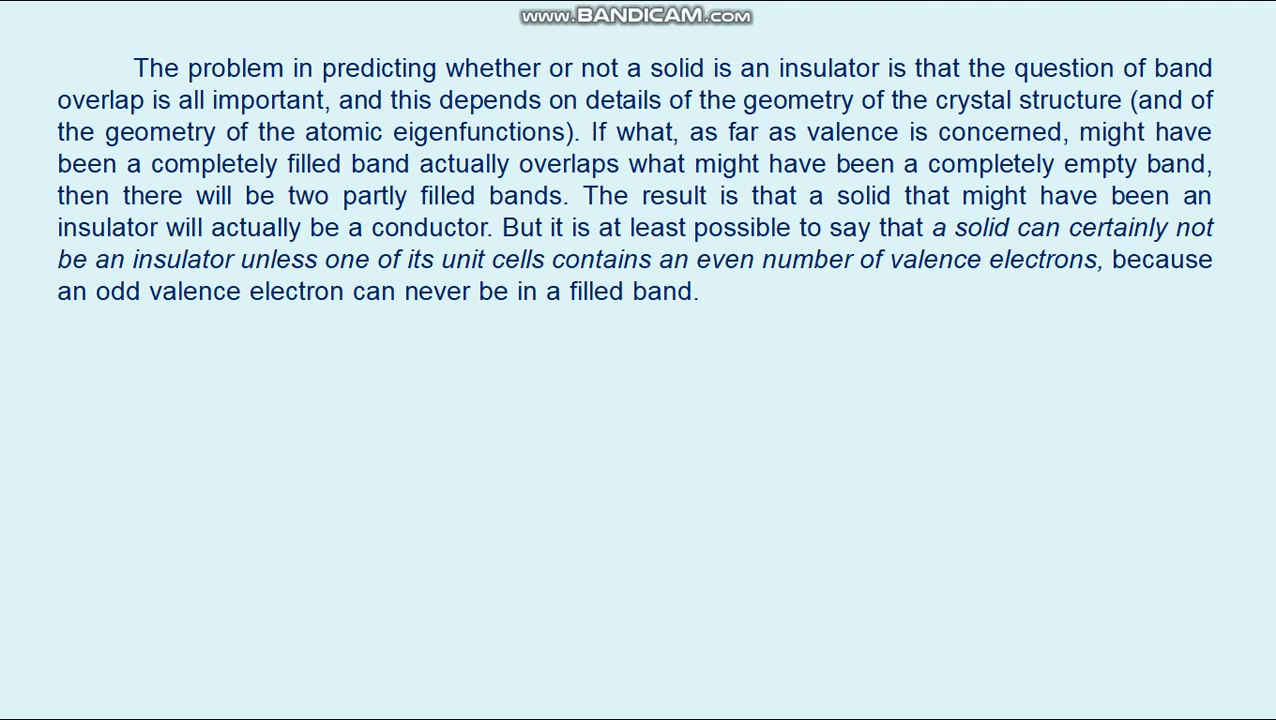 www.BANDICAM.com
The problem in predicting whether or not a solid is an insulator is that the question of band
overlap is all important, and this depends on details of the geometry of the crystal structure (and of
the geometry of the atomic eigenfunctions). If what, as far as valence is concerned, might have
been a completely filled band actually overlaps what might have been a completely empty band,
then there will be two partly filled bands. The result is that a solid that might have been an
insulator will actually be a conductor. But it is at least possible to say that a solid can certainly not
be an insulator unless one of its unit cells contains an even number of valence electrons, because
an odd valence electron can never be in a filled band.